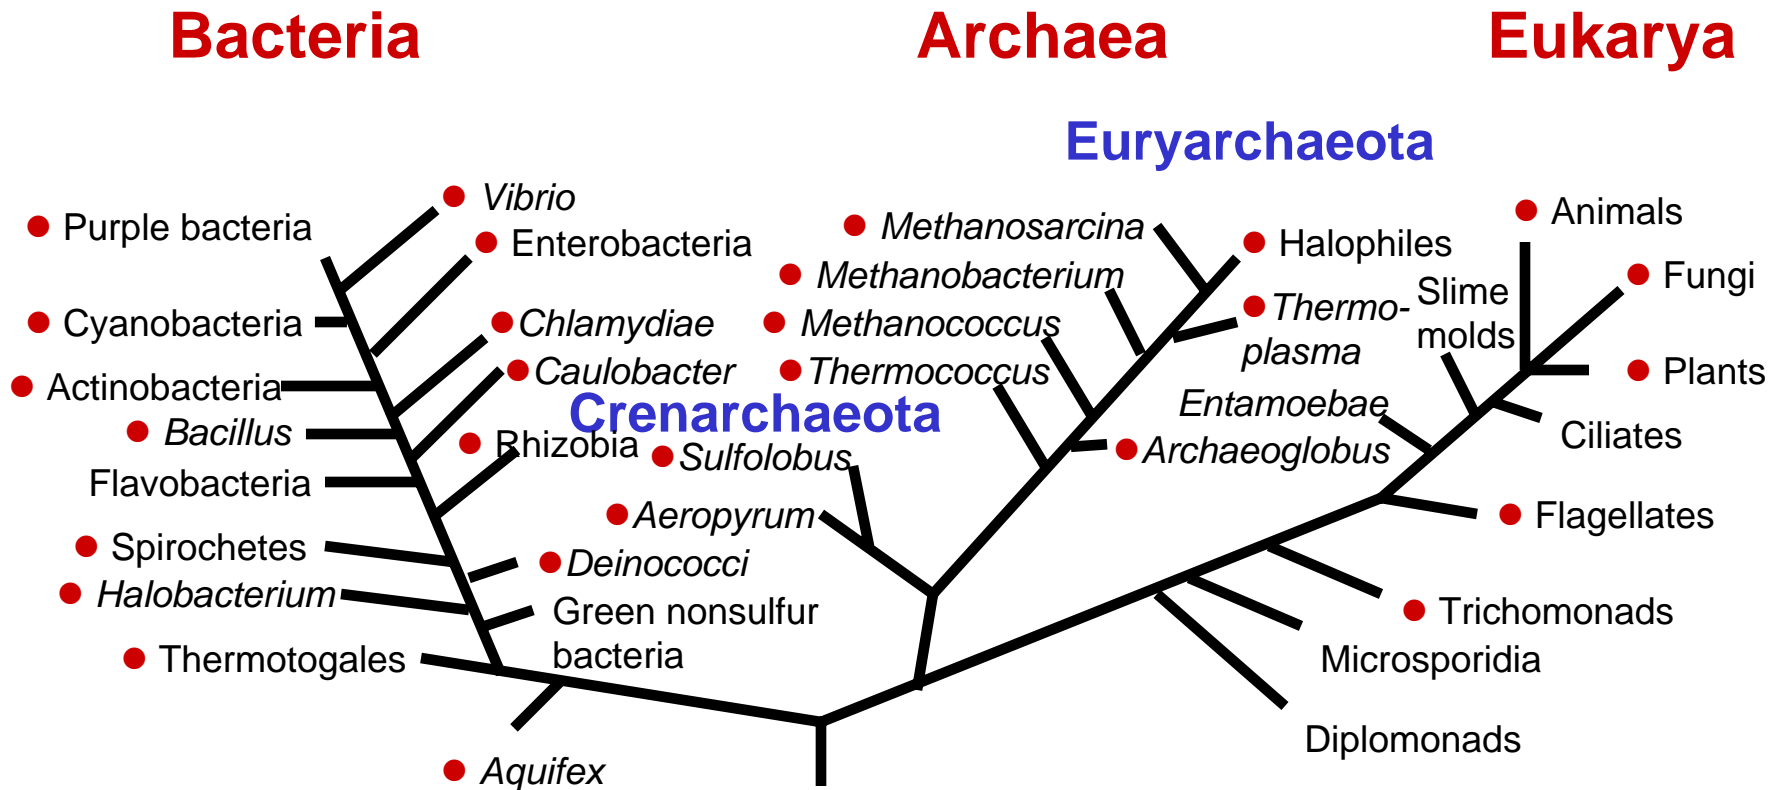 Bacteria
Archaea
Eukarya
Euryarchaeota
Vibrio
Purple bacteria
Enterobacteria
Cyanobacteria
Chlamydiae
Actinobacteria
Caulobacter
Bacillus
Rhizobia
Flavobacteria
Spirochetes
Deinococci
Halobacterium
Green nonsulfur
bacteria
Thermotogales
Aquifex
Crenarchaeota
Methanosarcina
Halophiles
Methanobacterium
Thermo-
plasma
Methanococcus
Thermococcus
Sulfolobus
Archaeoglobus
Aeropyrum
Animals
Fungi
Slime
molds
Plants
Entamoebae
Ciliates
Flagellates
Trichomonads
Microsporidia
Diplomonads